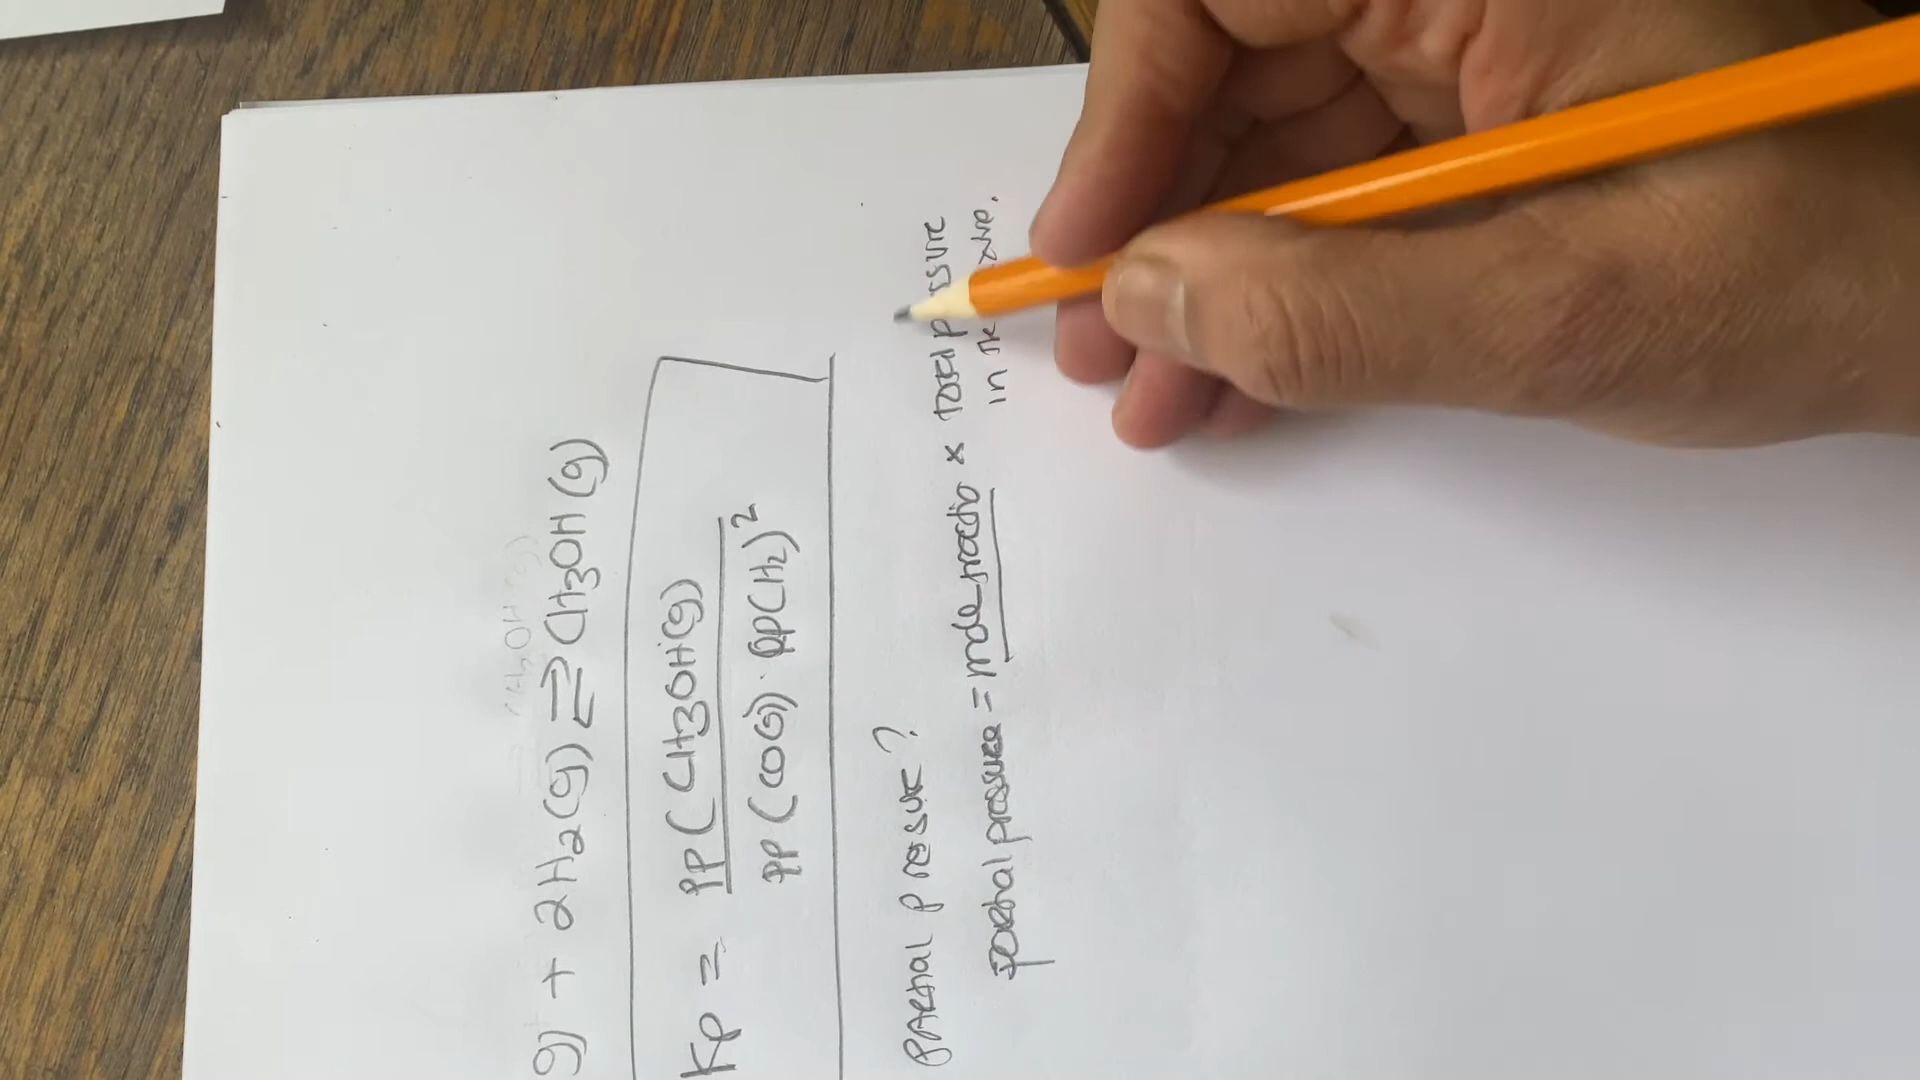 g) + 2H₂(g) ⇌ CH₃OH(g)
Kp = PP(CH₃OH(g)
PP(CO(g)) · PP(H₂)²
Partial pressure?
partial pressure = mole fraction × total pressure
in the